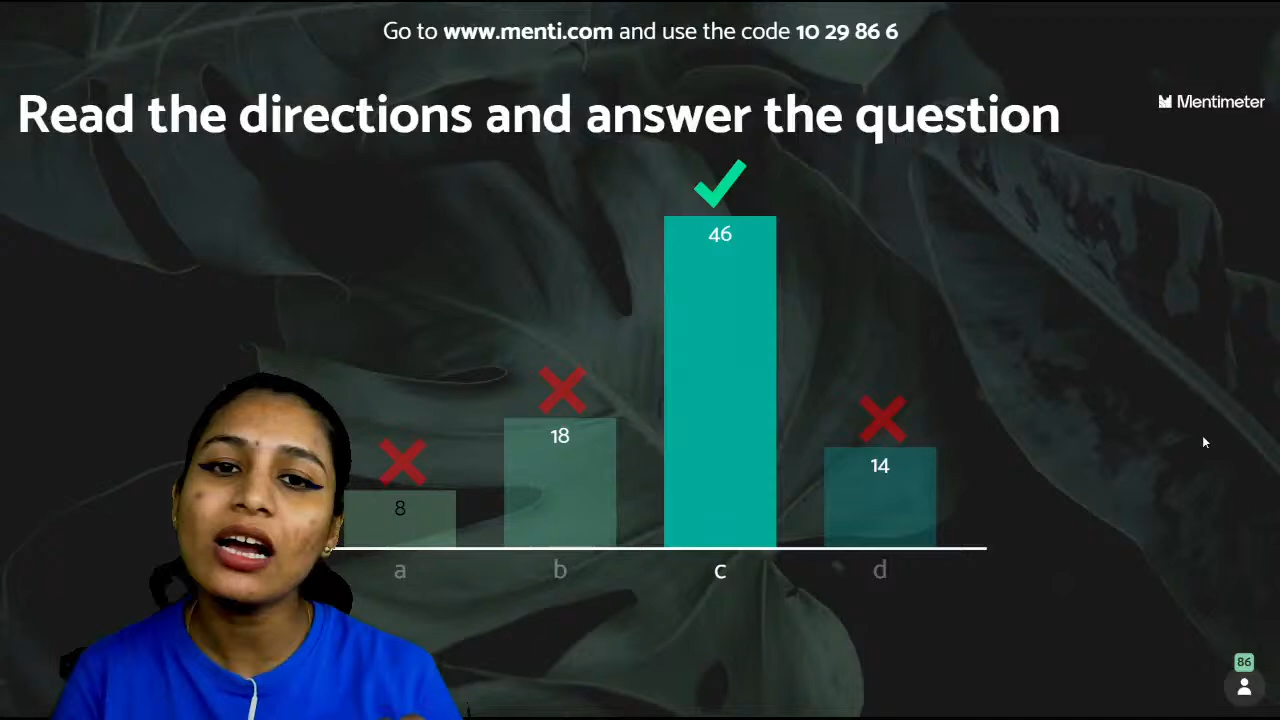 Go to www.menti.com and use the code 10 29 86 6
Read the directions and answer the question
Mentimeter
46
18
14
8
a b c d
86